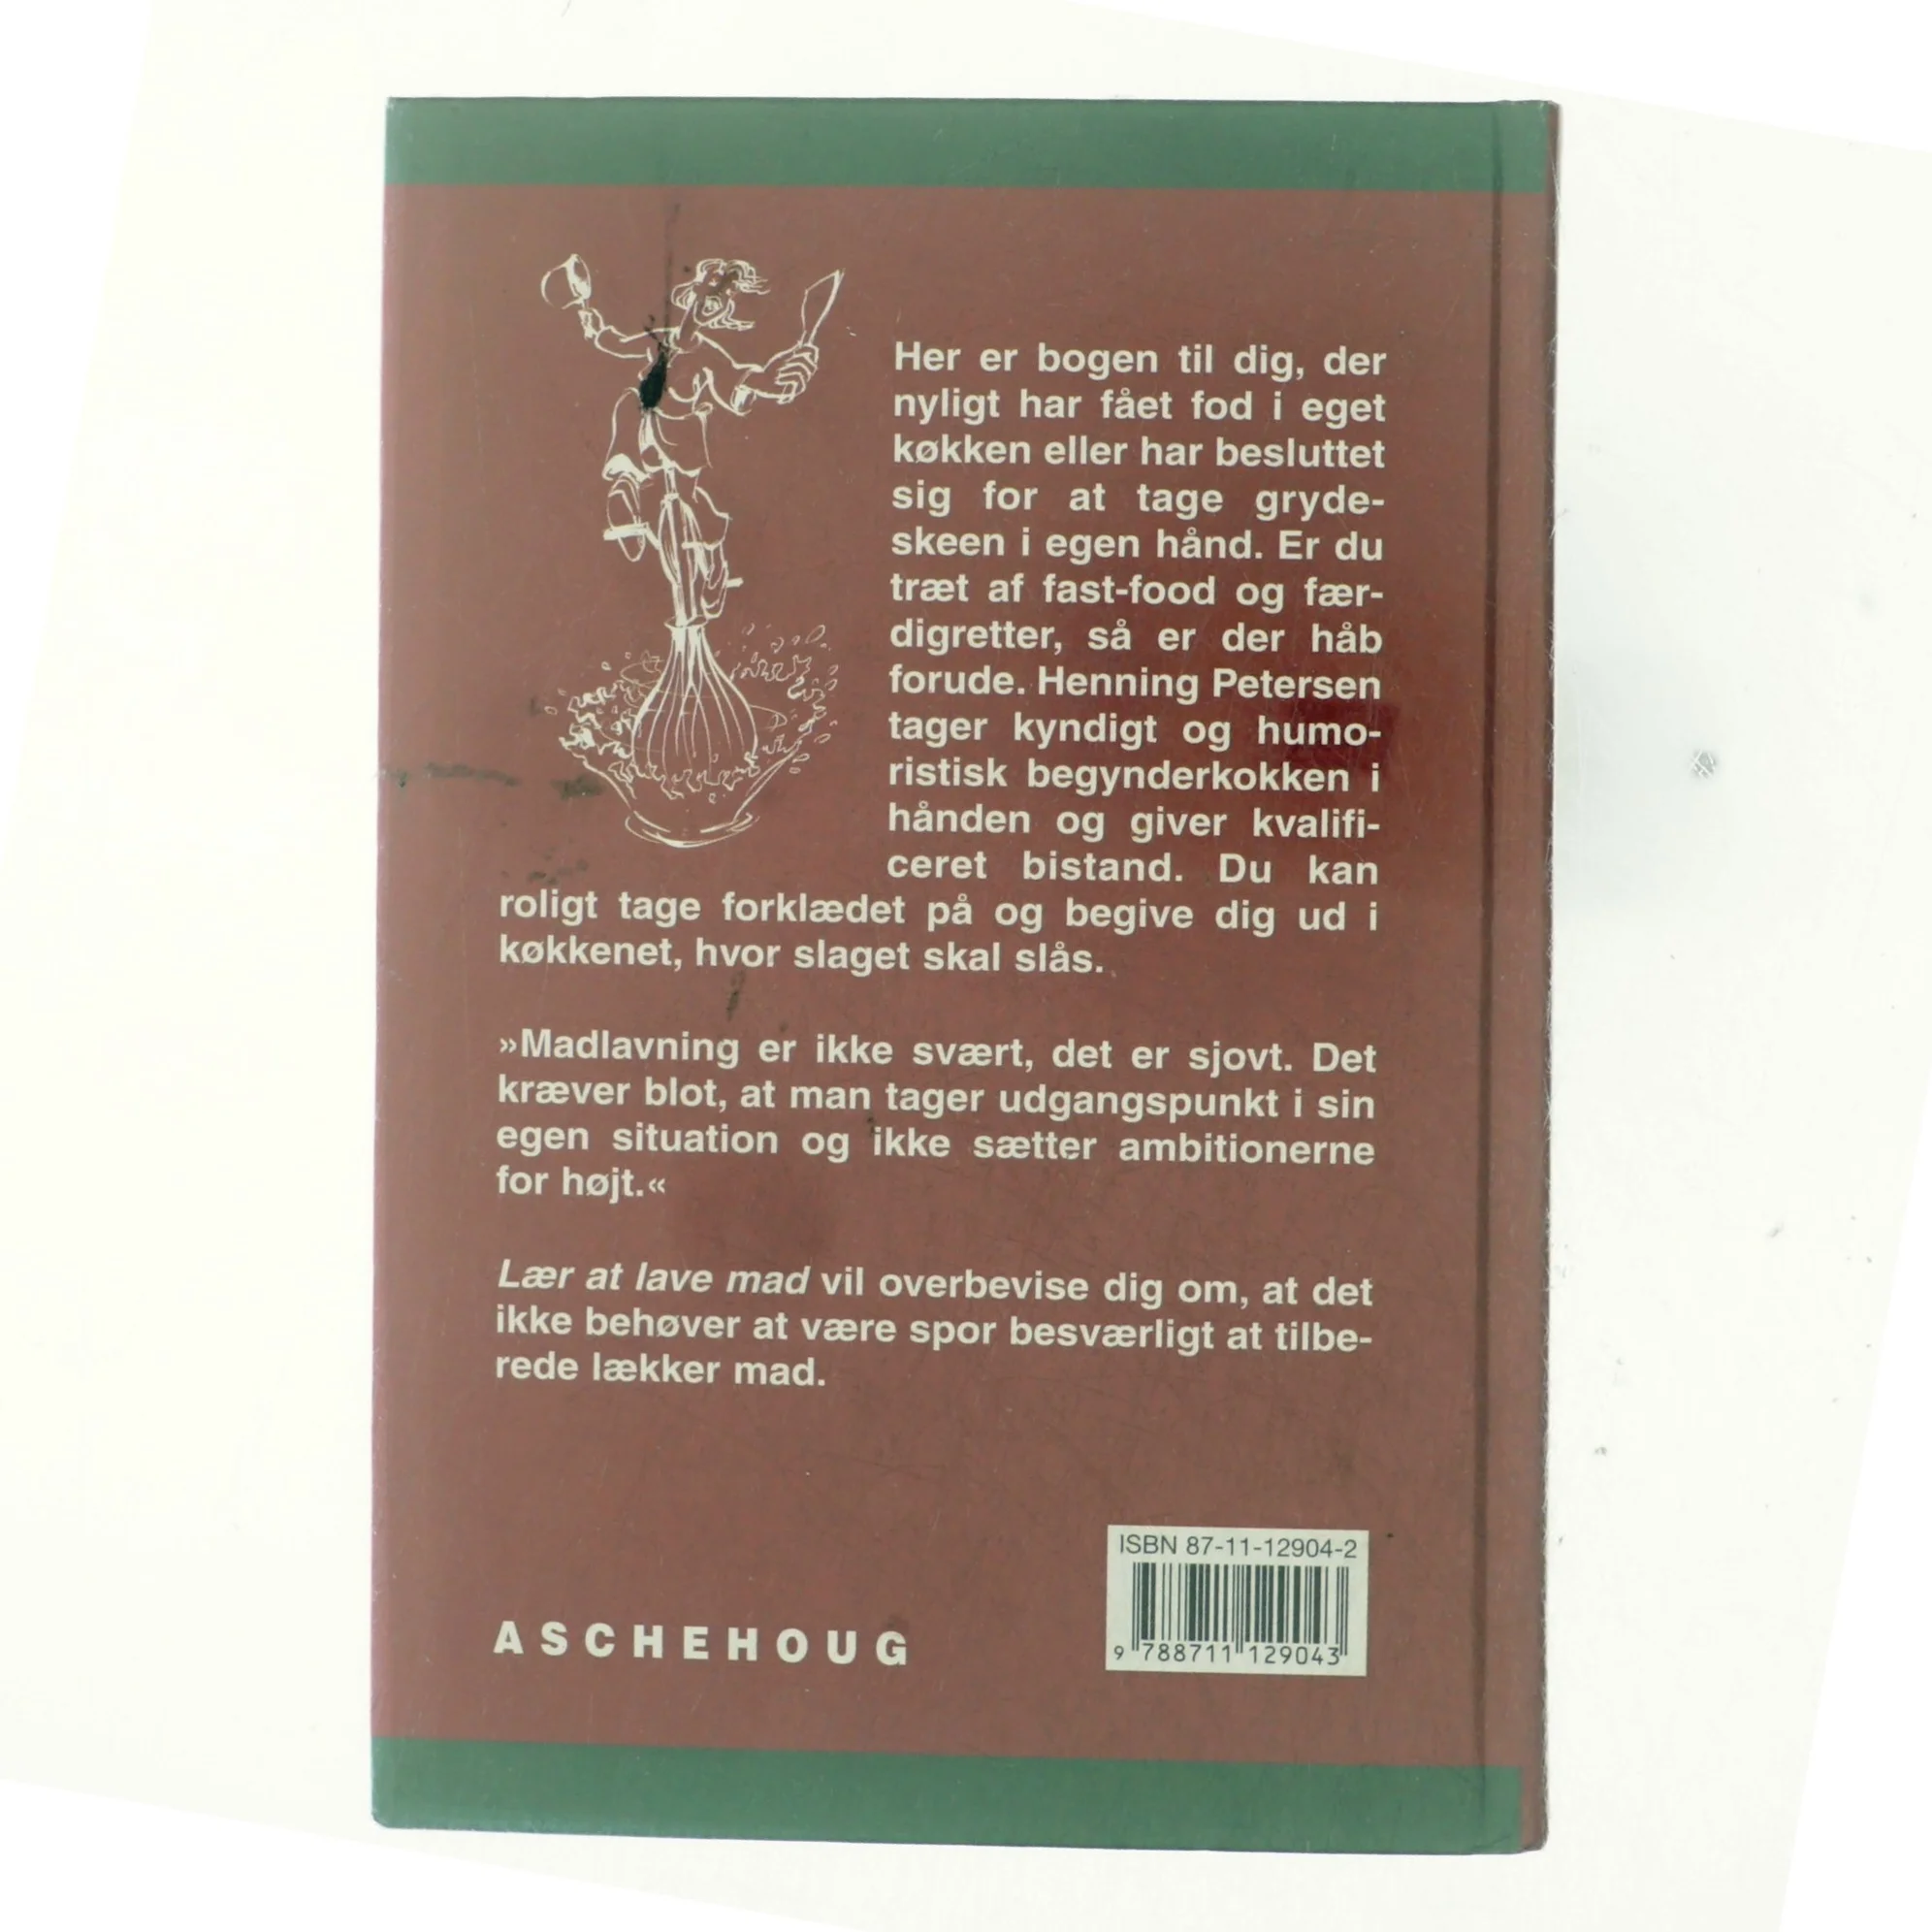 Her er bogen til dig, der
nyligt har fået fod i eget
køkken eller har besluttet
sig for at tage gryde-
skeen i egen hånd. Er du
træt af fast-food og fær-
digretter, så er der håb
forude. Henning Petersen
tager kyndigt og humo-
ristisk begynderkokken i
hånden og giver kvalifi-
ceret bistand. Du kan
roligt tage forklædet på og begive dig ud i
køkkenet, hvor slaget skal slås.
»Madlavning er ikke svært, det er sjovt. Det
kræver blot, at man tager udgangspunkt i sin
egen situation og ikke sætter ambitionerne
for højt.«
Lær at lave mad vil overbevise dig om, at det
ikke behøver at være spor besværligt at tilbe-
rede lækker mad.
ISBN 87-11-12904-2
9 788711 129043
ASCHEHOUG